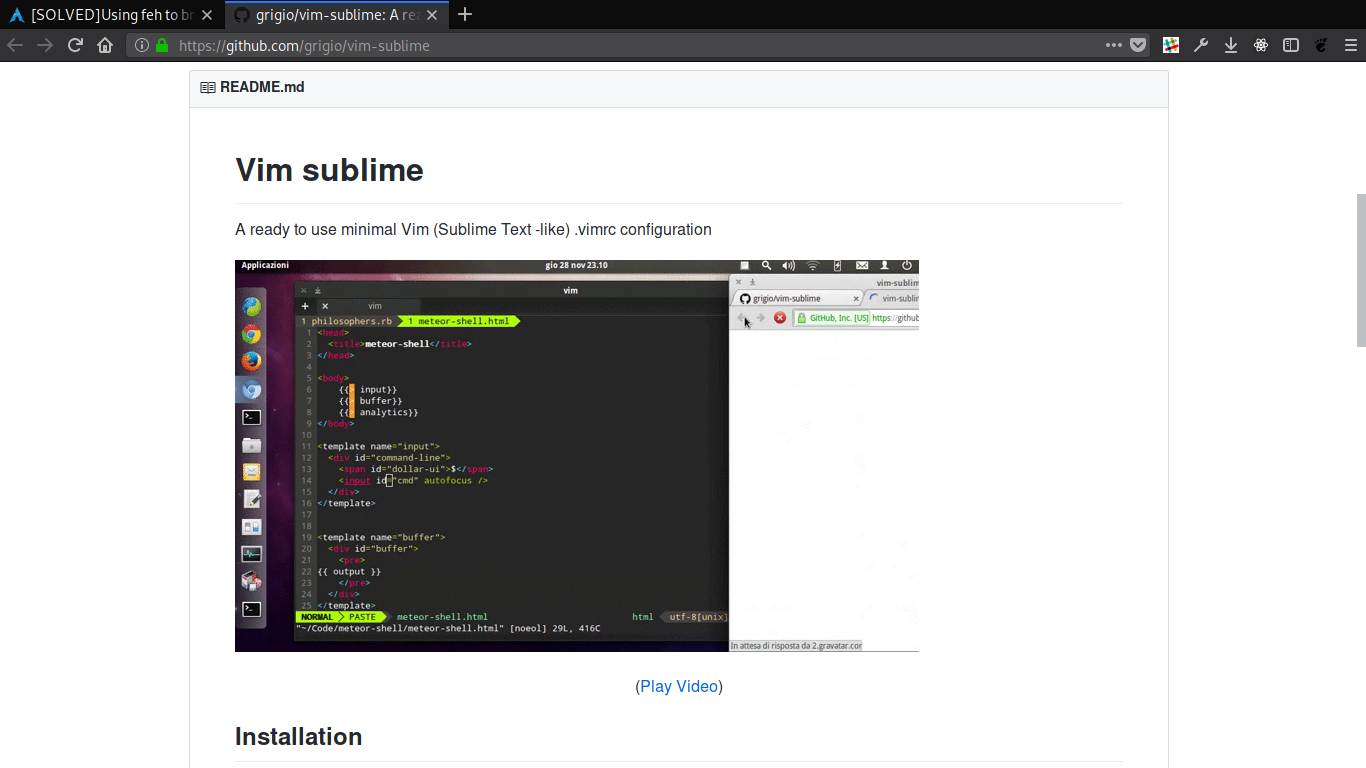 [SOLVED]Using feh to br
grigio/vim-sublime: A rea
https://github.com/grigio/vim-sublime
README.md
Vim sublime
A ready to use minimal Vim (Sublime Text -like) .vimrc configuration
Applicazioni
gio 28 nov 23.10
vim
vim
1 philosophers.rb
1 meteor-shell.html
1 <head>
2 <title>meteor-shell</title>
3 </head>
4
5 <body>
6 {{> input}}
7 {{> buffer}}
8 {{> analytics}}
9 </body>
10
11 <template name="input">
12 <div id="command-line">
13 <span id="dollar-ui">$</span>
14 <input id="cmd" autofocus />
15 </div>
16 </template>
17
18
19 <template name="buffer">
20 <div id="buffer">
21 <pre>
22 {{ output }}
23 </pre>
24 </div>
25 </template>
NORMAL
PASTE
meteor-shell.html
html
utf-8[unix]
"~/Code/meteor-shell/meteor-shell.html" [noeol] 29L, 416C
vim-sublim
grigio/vim-sublime
vim-sublir
GitHub, Inc. [US]
https://github
In attesa di risposta da 2.gravatar.cor
(Play Video)
Installation